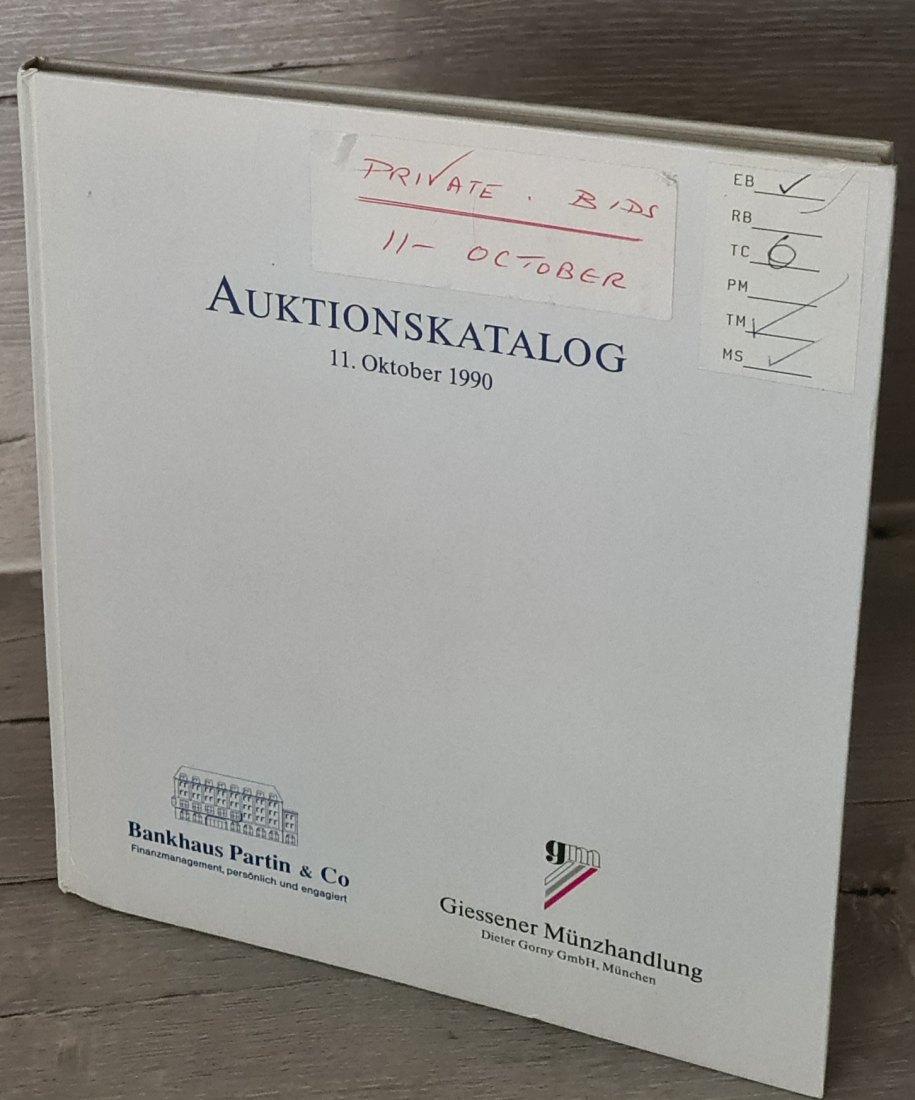 PRIVATE . BIDS
11- OCTOBER
EB ✓
RB
TC 6
PM
TM ✓
MS ✓
AUKTIONSKATALOG
11. Oktober 1990
Bankhaus Partin & Co
Finanzmanagement, persönlich und engagiert
gmn
Giessener Münzhandlung
Dieter Gorny GmbH, München